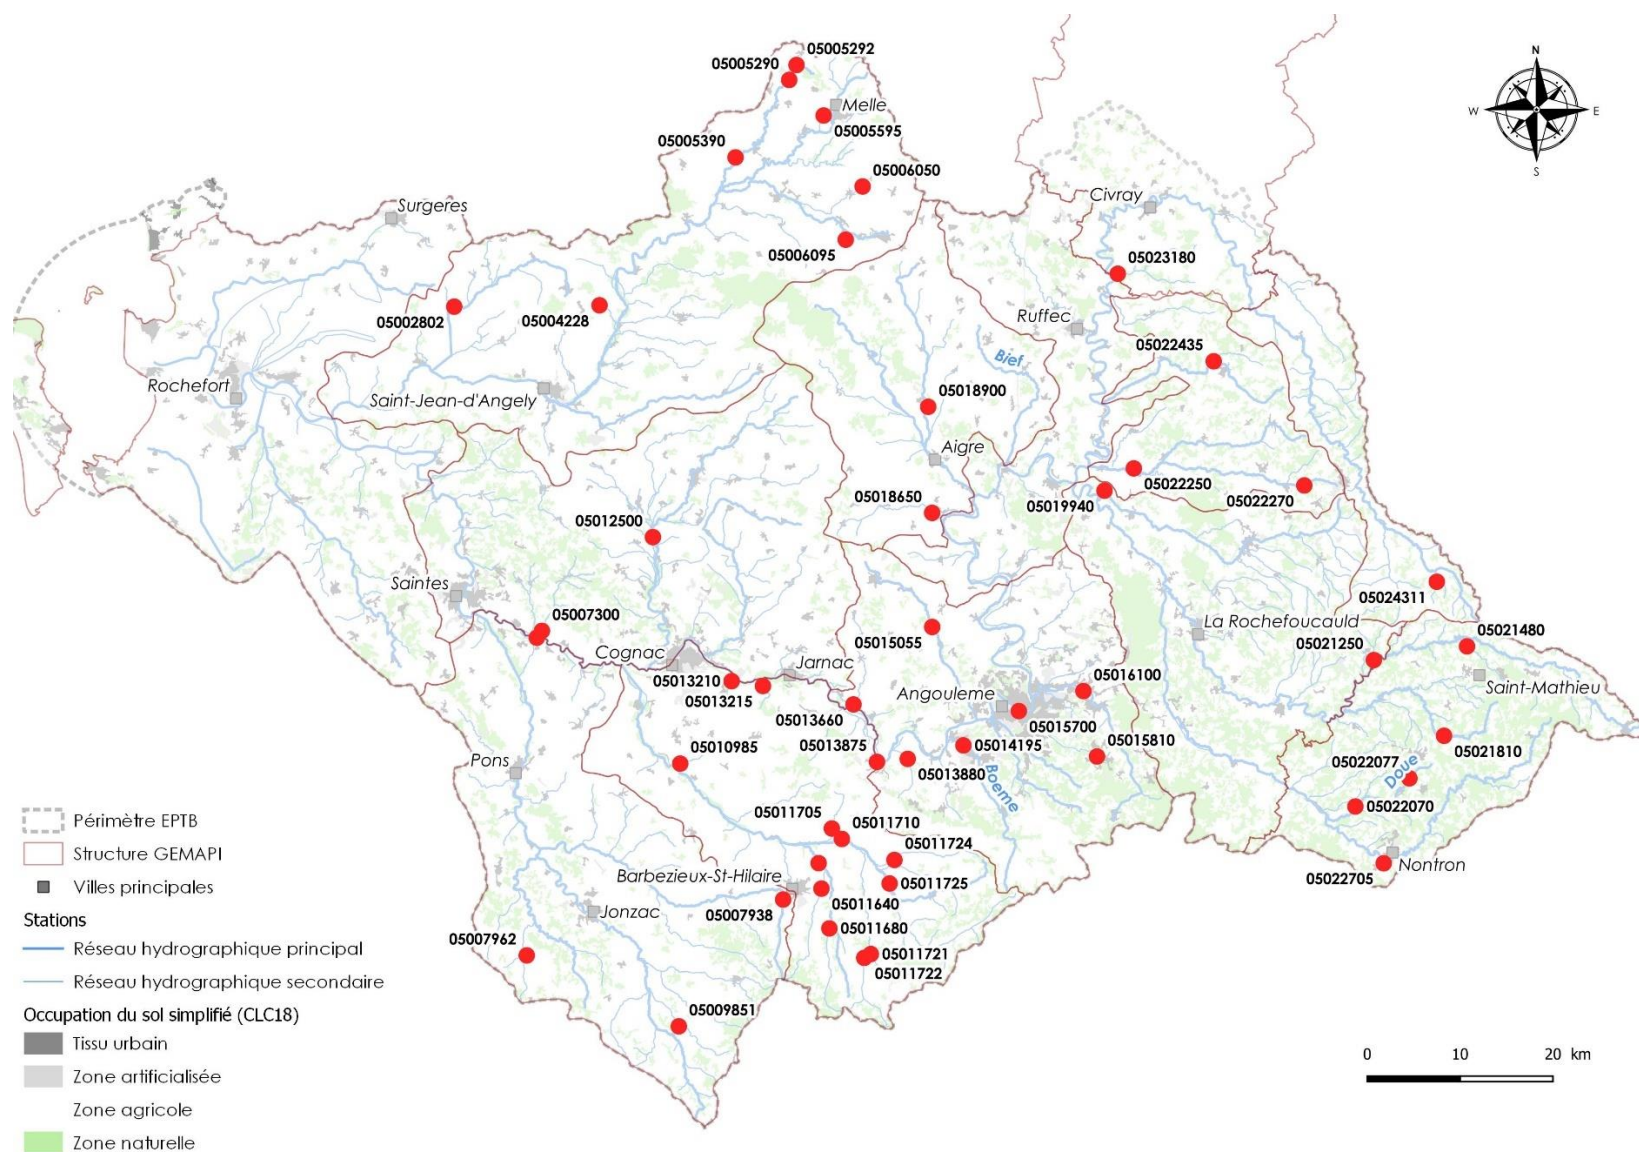 05005292
05005290
N
Melle
W
E
05005595
S
05005390
05006050
Civray
Surgeres
05006095
05023180
05002802
05004228
Ruffec
Bief
05022435
Rochefort
Saint-Jean-d'Angely
05018900
Aigre
05022250
05018650
05019940
05022270
05012500
Saintes
05024311
05007300
La Rochefoucauld
05015055
05021250
05021480
Cognac
Jarnac
05013210
05016100
Saint-Mathieu
05013215
Angouleme
05013660
05015700
05013875
05014195
05015810
05021810
05010985
Pons
05013880
Boeme
05022077
Doue
05022070
05011705
05011710
05011724
Nontron
05022705
Barbezieux-St-Hilaire
05011725
05011640
05007938
Jonzac
05011680
05007962
05011721
05011722
05009851
Périmètre EPTB
Structure GEMAPI
Villes principales
Stations
Réseau hydrographique principal
Réseau hydrographique secondaire
Occupation du sol simplifié (CLC18)
Tissu urbain
Zone artificialisée
Zone agricole
Zone naturelle
0 10 20 km